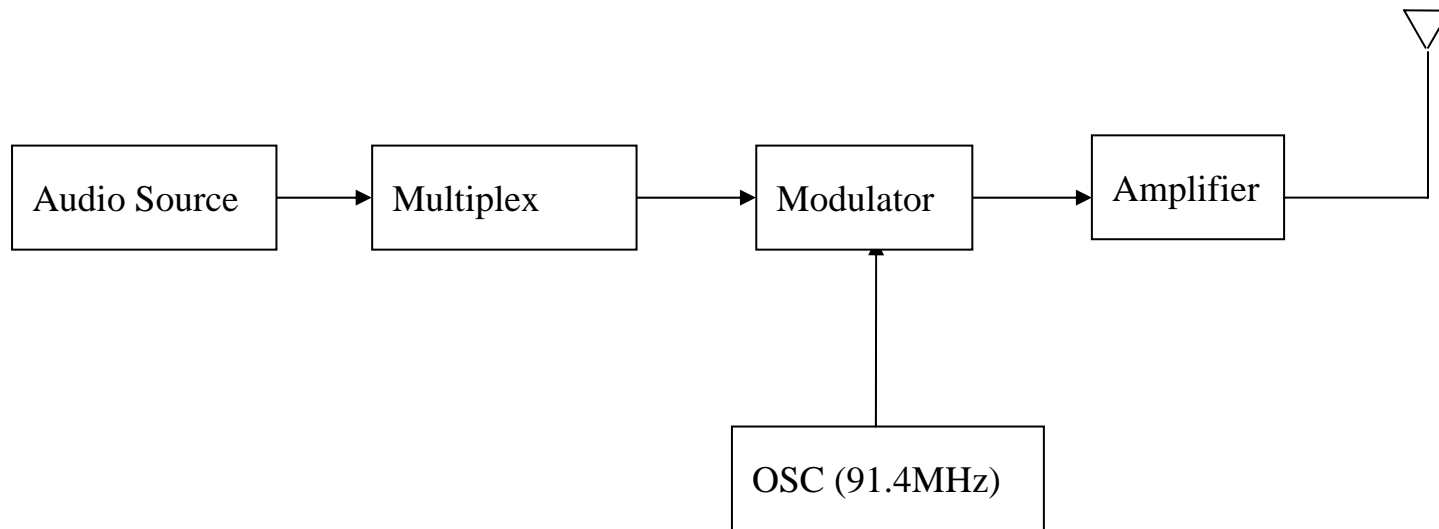 Audio Source
Multiplex
Modulator
Amplifier
OSC (91.4MHz)